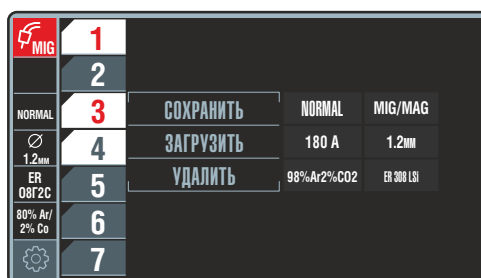 MIG 1
2
NORMAL 3 СОХРАНИТЬ NORMAL MIG/MAG
Ø 1.2мм 4 ЗАГРУЗИТЬ 180 A 1.2мм
ER 08Г2С 5 УДАЛИТЬ 98%Ar2%CO2 ER 308 LSi
80% Ar/ 2% Co 6
7